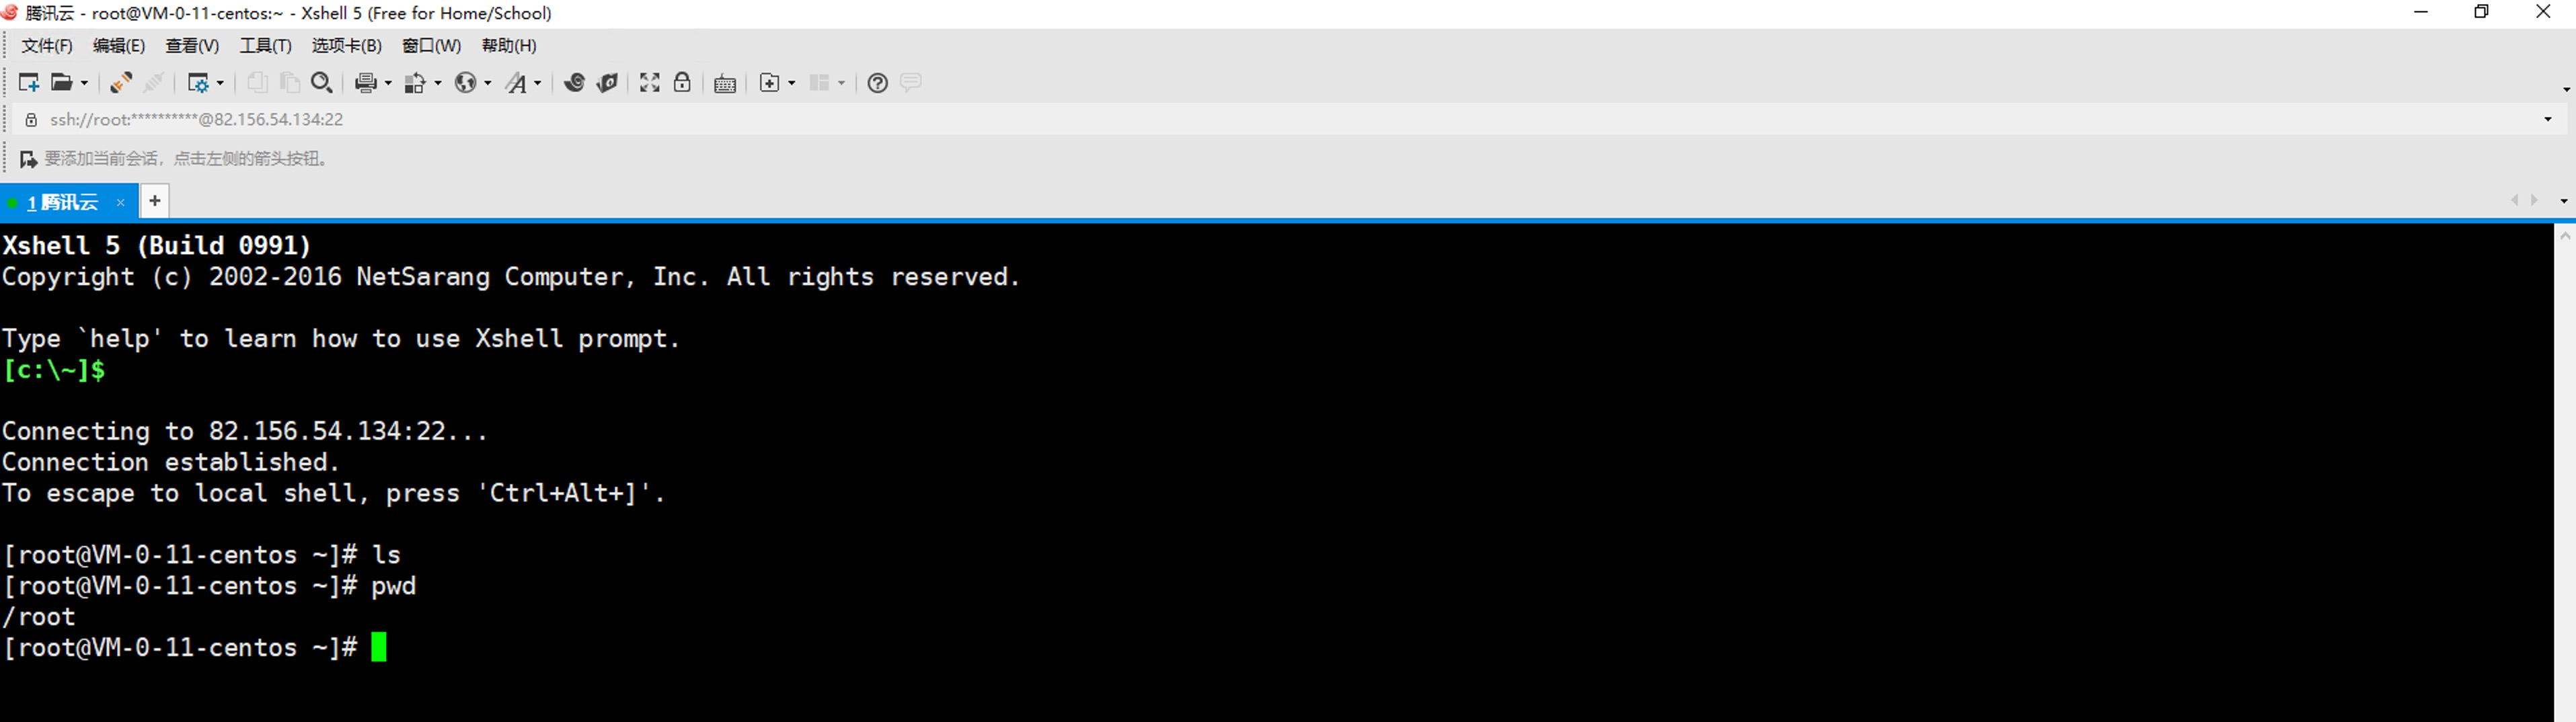 腾讯云 - root@VM-0-11-centos:~ - Xshell 5 (Free for Home/School)
文件(F) 编辑(E) 查看(V) 工具(T) 选项卡(B) 窗口(W) 帮助(H)
ssh://root:**********@82.156.54.134:22
要添加当前会话，点击左侧的箭头按钮。
1 腾讯云 × +
Xshell 5 (Build 0991)
Copyright (c) 2002-2016 NetSarang Computer, Inc. All rights reserved.
Type `help' to learn how to use Xshell prompt.
[c:\~]$
Connecting to 82.156.54.134:22...
Connection established.
To escape to local shell, press 'Ctrl+Alt+]'.
[root@VM-0-11-centos ~]# ls
[root@VM-0-11-centos ~]# pwd
/root
[root@VM-0-11-centos ~]#